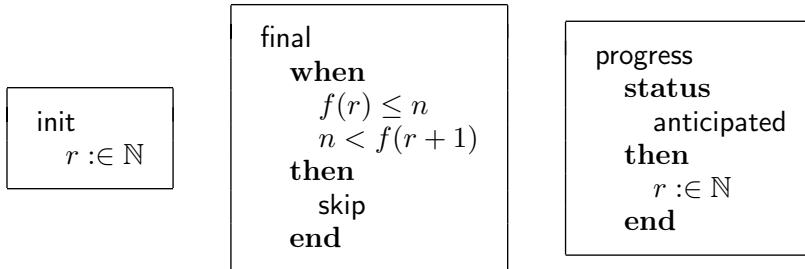 init
r :∈ ℕ
final
when
f(r) ≤ n
n < f(r + 1)
then
skip
end
progress
status
anticipated
then
r :∈ ℕ
end